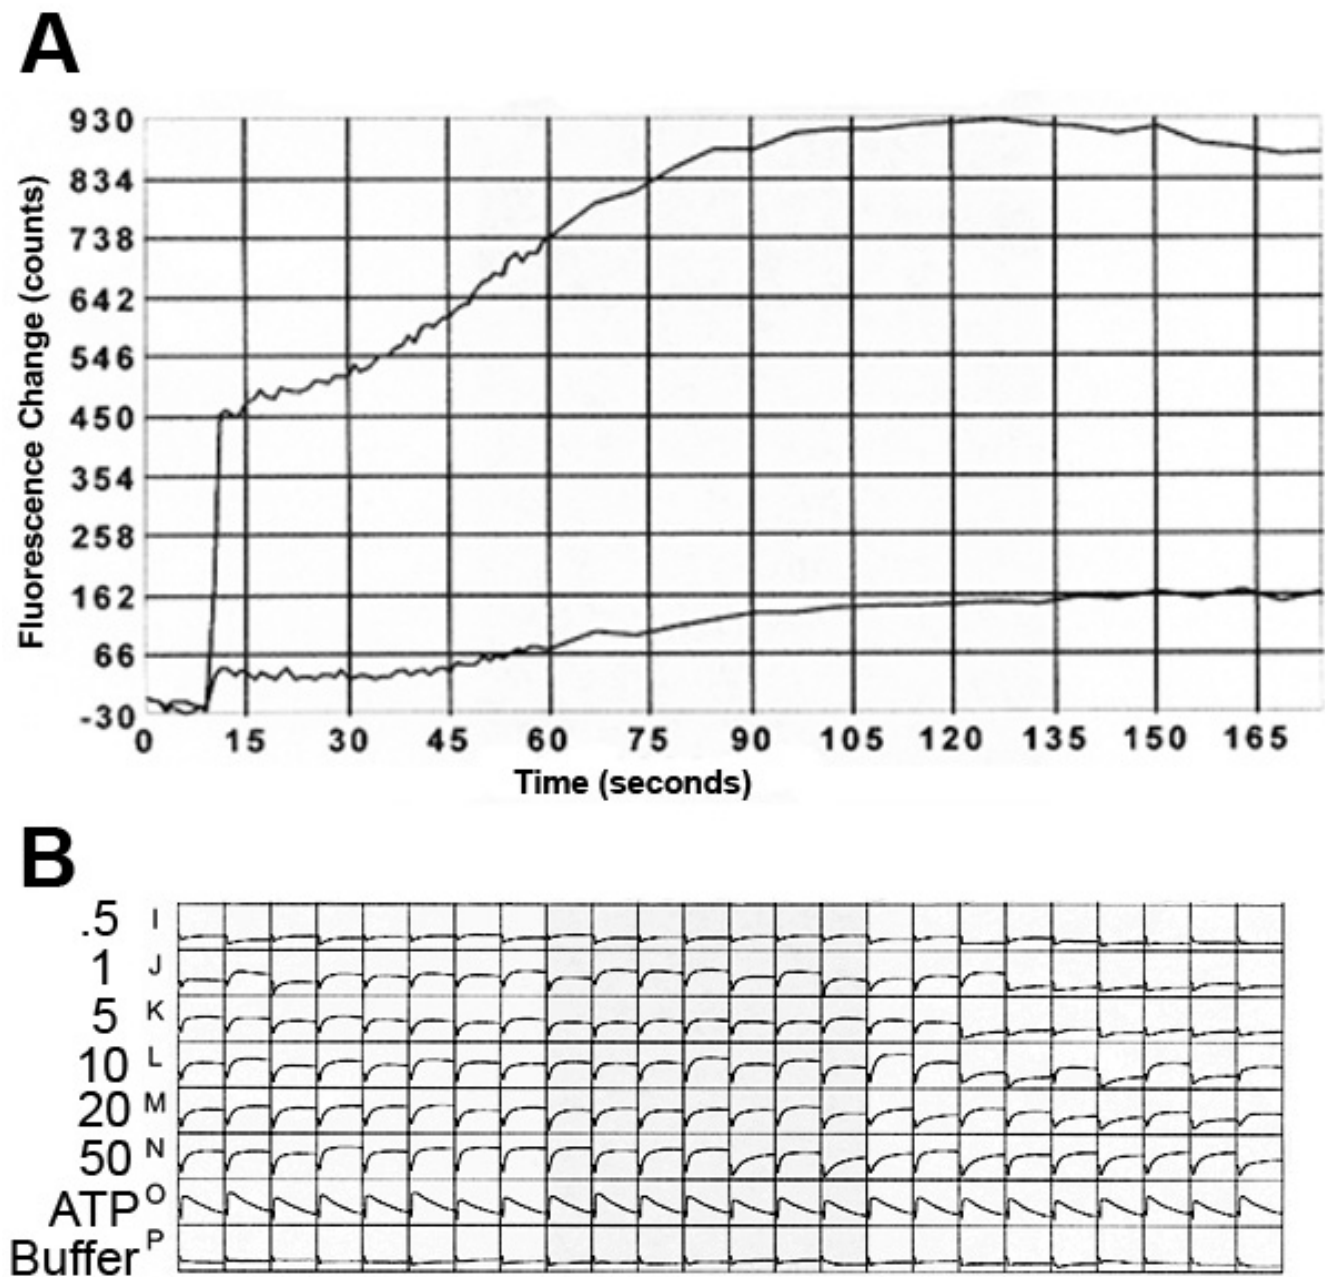 A
Fluorescence Change (counts)
930
834
738
642
546
450
354
258
162
66
-30
0 15 30 45 60 75 90 105 120 135 150 165
Time (seconds)
B
.5 I
1 J
5 K
10 L
20 M
50 N
ATP O
Buffer P